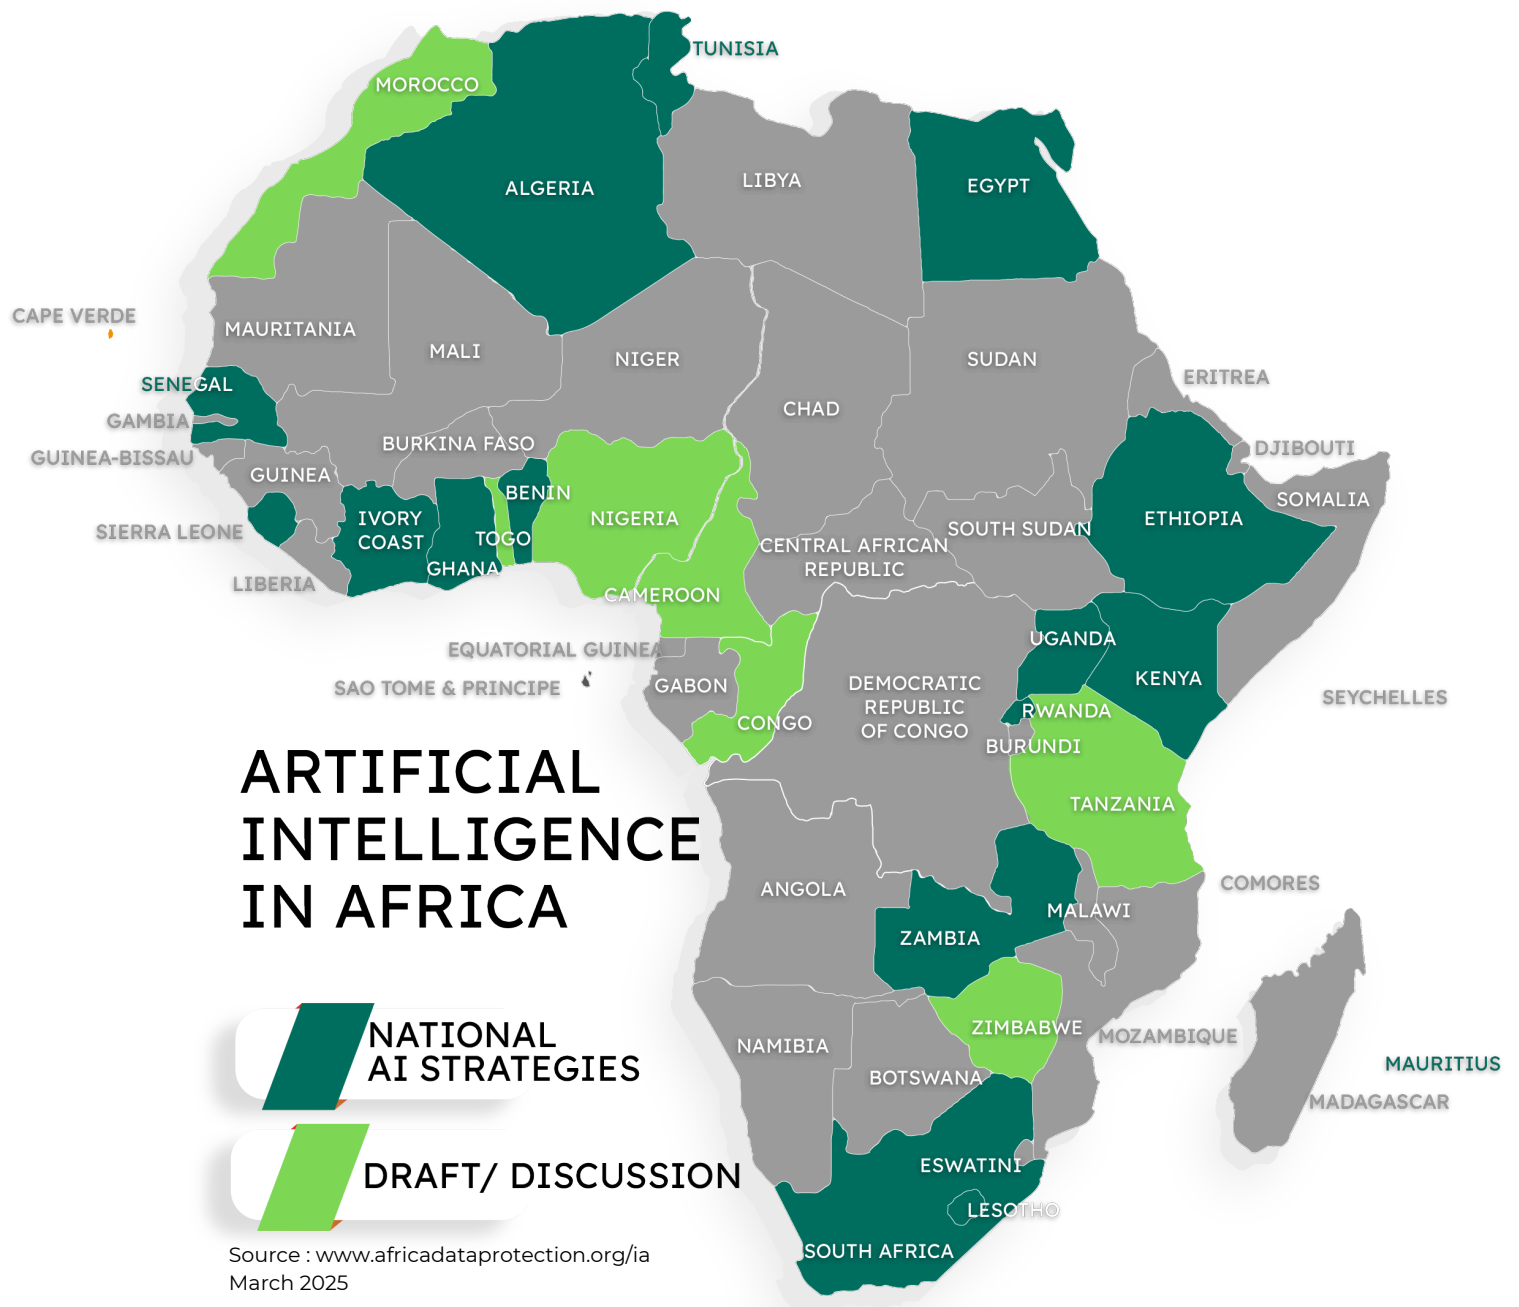 TUNISIA
MOROCCO
ALGERIA
LIBYA
EGYPT
CAPE VERDE
MAURITANIA
MALI
NIGER
SUDAN
ERITREA
SENEGAL
CHAD
GAMBIA
BURKINA FASO
DJIBOUTI
GUINEA-BISSAU
GUINEA
BENIN
SOMALIA
IVORY
COAST
NIGERIA
ETHIOPIA
SIERRA LEONE
TOGO
SOUTH SUDAN
CENTRAL AFRICAN
REPUBLIC
GHANA
LIBERIA
CAMEROON
UGANDA
EQUATORIAL GUINEA
KENYA
SAO TOME & PRINCIPE
GABON
DEMOCRATIC
REPUBLIC
OF CONGO
SEYCHELLES
RWANDA
CONGO
BURUNDI
TANZANIA
ARTIFICIAL
INTELLIGENCE
IN AFRICA
ANGOLA
COMORES
MALAWI
ZAMBIA
ZIMBABWE
MOZAMBIQUE
NAMIBIA
MAURITIUS
BOTSWANA
MADAGASCAR
ESWATINI
LESOTHO
SOUTH AFRICA
NATIONAL
AI STRATEGIES
DRAFT/ DISCUSSION
Source : www.africadataprotection.org/ia
March 2025